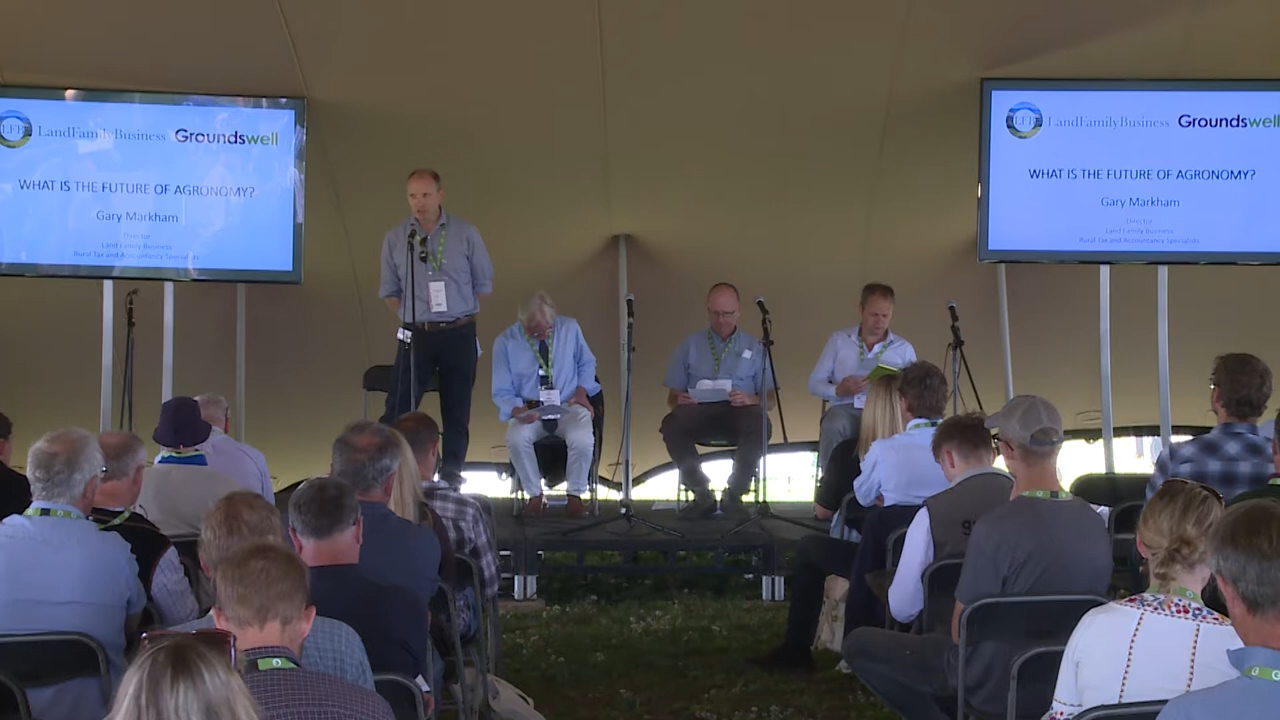 LFB LandFamilyBusiness Groundswell
WHAT IS THE FUTURE OF AGRONOMY?
Gary Markham
Director
Land Family Business
Rural Tax and Accountancy Specialists
LFB LandFamilyBusiness Groundswell
WHAT IS THE FUTURE OF AGRONOMY?
Gary Markham
Director
Land Family Business
Rural Tax and Accountancy Specialists